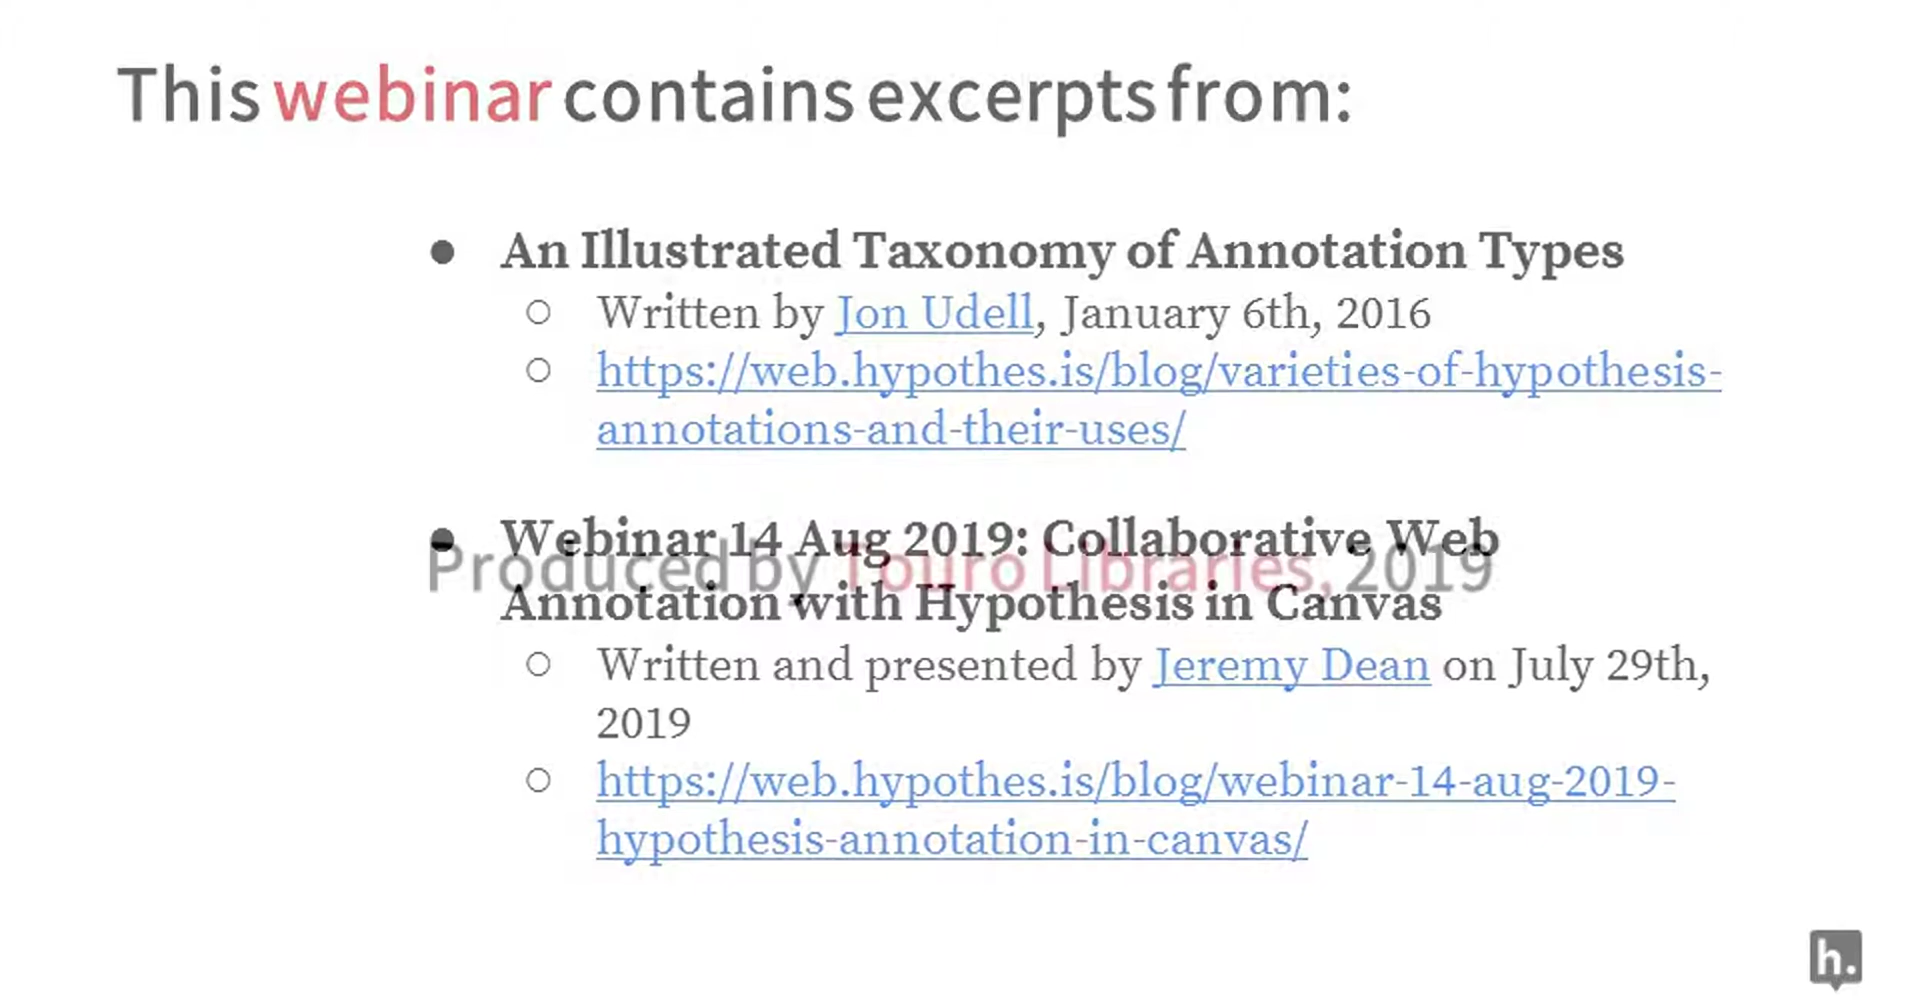 This webinar contains excerpts from:
● An Illustrated Taxonomy of Annotation Types
○ Written by Jon Udell, January 6th, 2016
○ https://web.hypothes.is/blog/varieties-of-hypothesis-
annotations-and-their-uses/
● Webinar 14 Aug 2019: Collaborative Web
Produced by Touro Libraries, 2019
Annotation with Hypothesis in Canvas
○ Written and presented by Jeremy Dean on July 29th,
2019
○ https://web.hypothes.is/blog/webinar-14-aug-2019-
hypothesis-annotation-in-canvas/
h.